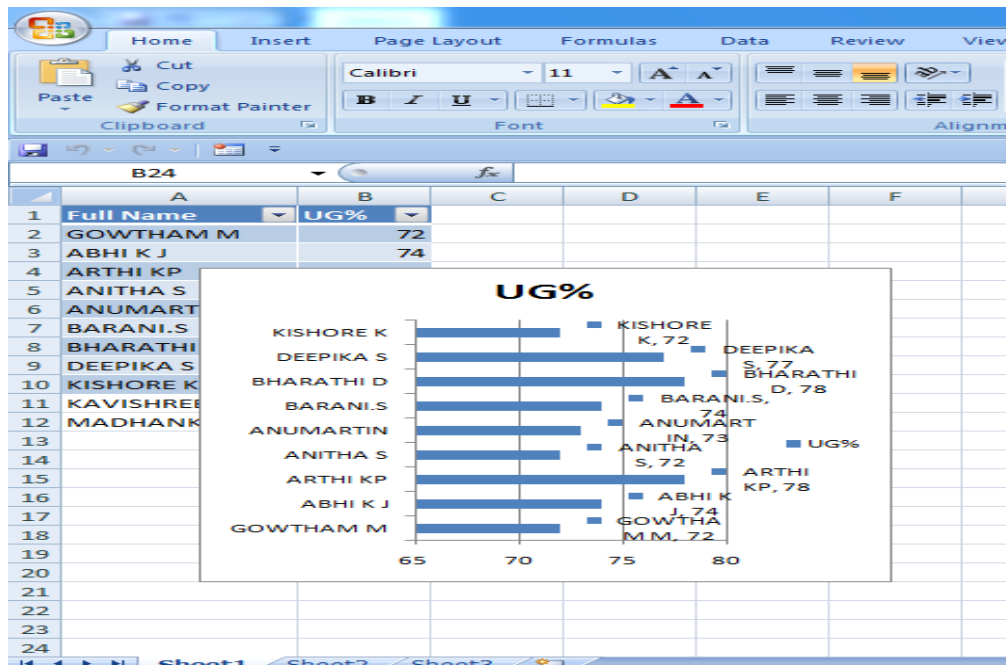 Home Insert Page Layout Formulas Data Review View
Cut
Copy
Format Painter
Paste
Calibri 11 A A
B I U A
Clipboard Font Alignm
B24 fx
A B C D E F
1 Full Name UG%
2 GOWTHAM M 72
3 ABHI K J 74
4 ARTHI KP
5 ANITHA S
6 ANUMART
7 BARANI.S
8 BHARATHI
9 DEEPIKA S
10 KISHORE K
11 KAVISHREE
12 MADHANK
13
14
15
16
17
18
19
20
21
22
23
24
UG%
KISHORE K
DEEPIKA S
BHARATHI D
BARANI.S
ANUMARTIN
ANITHA S
ARTHI KP
ABHI K J
GOWTHAM M
KISHORE
K, 72
DEEPIKA
S, 77
BHARATHI
D, 78
BARANI.S,
74
ANUMART
IN, 73
ANITHA
S, 72
ARTHI
KP, 78
ABHI K
J, 74
GOWTHA
M M, 72
UG%
65 70 75 80
Sheet1 Sheet2 Sheet3